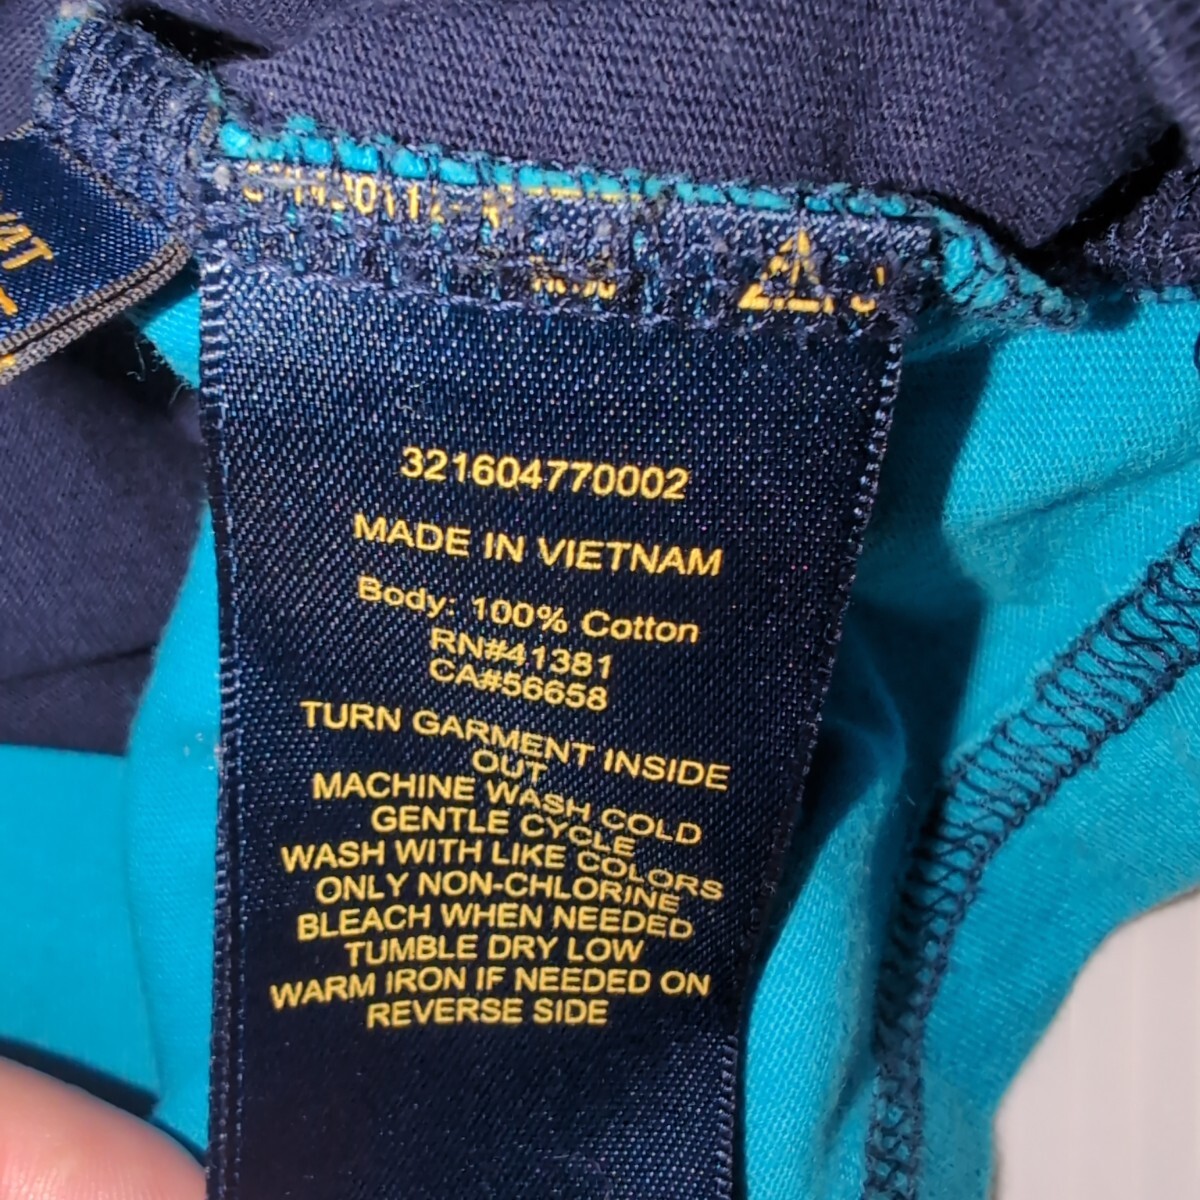 321604770002
MADE IN VIETNAM
Body: 100% Cotton
RN#41381
CA#56658
TURN GARMENT INSIDE
OUT
MACHINE WASH COLD
GENTLE CYCLE
WASH WITH LIKE COLORS
ONLY NON-CHLORINE
BLEACH WHEN NEEDED
TUMBLE DRY LOW
WARM IRON IF NEEDED ON
REVERSE SIDE